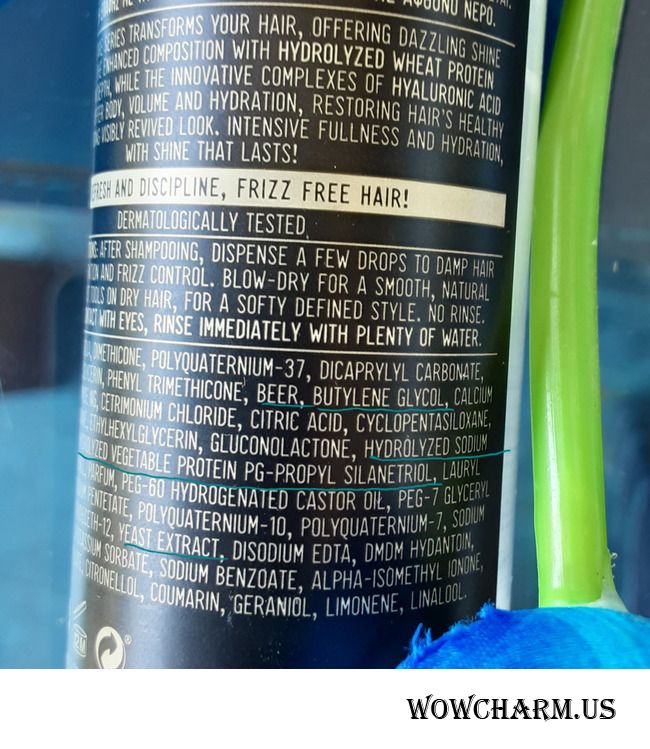 ΑΦΘΟΝΟ ΝΕΡΟ.
SERIES TRANSFORMS YOUR HAIR, OFFERING DAZZLING SHINE
ENHANCED COMPOSITION WITH HYDROLYZED WHEAT PROTEIN
WHILE THE INNOVATIVE COMPLEXES OF HYALURONIC ACID
BODY, VOLUME AND HYDRATION, RESTORING HAIR'S HEALTHY
VISIBLY REVIVED LOOK. INTENSIVE FULLNESS AND HYDRATION,
WITH SHINE THAT LASTS!
AND DISCIPLINE, FRIZZ FREE HAIR!
DERMATOLOGICALLY TESTED.
AFTER SHAMPOOING, DISPENSE A FEW DROPS TO DAMP HAIR
AND FRIZZ CONTROL. BLOW-DRY FOR A SMOOTH, NATURAL
ON DRY HAIR, FOR A SOFTY DEFINED STYLE. NO RINSE.
WITH EYES, RINSE IMMEDIATELY WITH PLENTY OF WATER.
DIMETHICONE, POLYQUATERNIUM-37, DICAPRYLYL CARBONATE,
PHENYL TRIMETHICONE, BEER, BUTYLENE GLYCOL, CALCIUM
CETRIMONIUM CHLORIDE, CITRIC ACID, CYCLOPENTASILOXANE,
ETHYLHEXYLGLYCERIN, GLUCONOLACTONE, HYDROLYZED SODIUM
VEGETABLE PROTEIN PG-PROPYL SILANETRIOL, LAURYL
PARFUM, PEG-60 HYDROGENATED CASTOR OIL, PEG-7 GLYCERYL
PENTETATE, POLYQUATERNIUM-10, POLYQUATERNIUM-7, SODIUM
YEAST EXTRACT, DISODIUM EDTA, DMDM HYDANTOIN,
SORBATE, SODIUM BENZOATE, ALPHA-ISOMETHYL IONONE,
CITRONELLOL, COUMARIN, GERANIOL, LIMONENE, LINALOOL.
12M
®
WOWCHARM.US